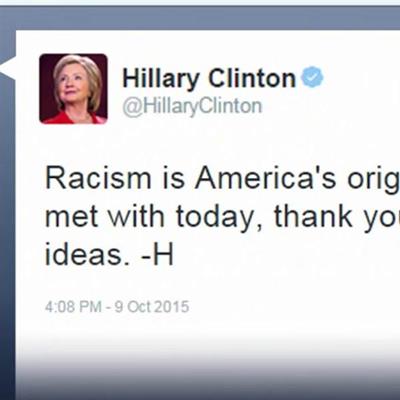 Hillary Clinton
@HillaryClinton
Racism is America's orig
met with today, thank you
ideas. -H
4:08 PM - 9 Oct 2015